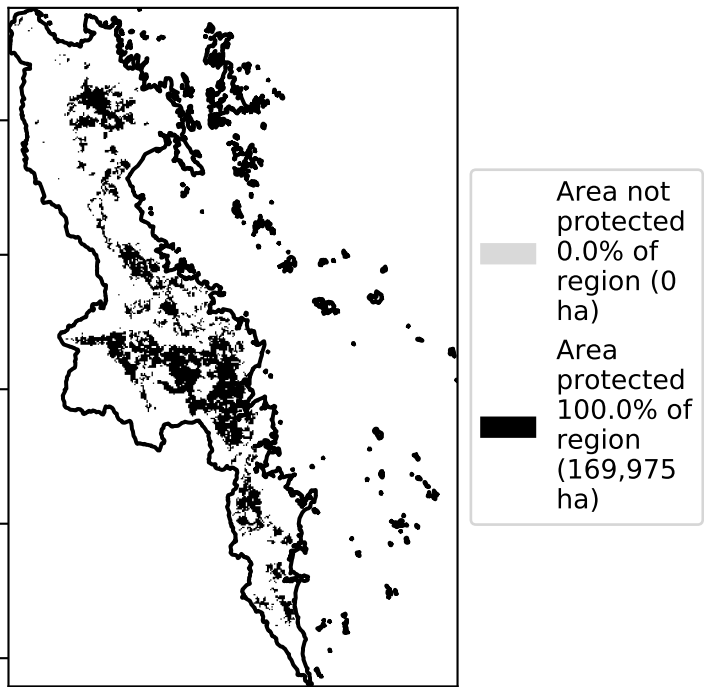 Area not
protected
0.0% of
region (0
ha)
Area
protected
100.0% of
region
(169,975
ha)